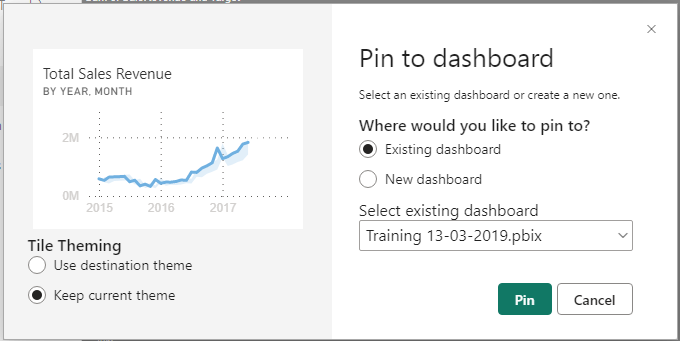 Total Sales Revenue
BY YEAR, MONTH
2M
0M
2015 2016 2017
Tile Theming
Use destination theme
Keep current theme
Pin to dashboard
Select an existing dashboard or create a new one.
Where would you like to pin to?
Existing dashboard
New dashboard
Select existing dashboard
Training 13-03-2019.pbix
Pin Cancel